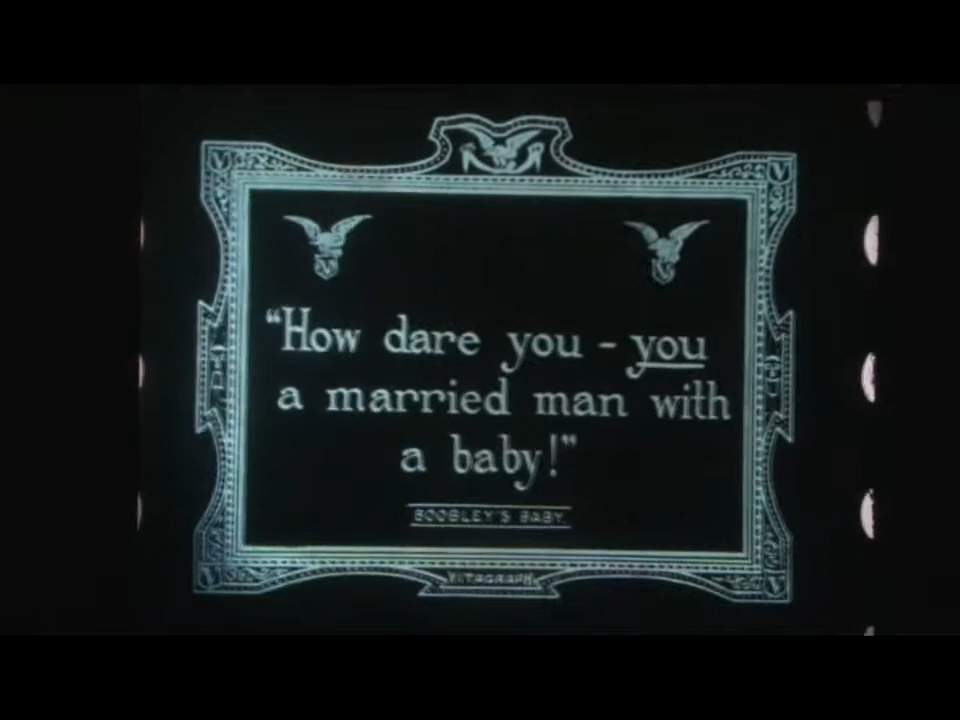 "How dare you - you
a married man with
a baby!"
BOOBLEY'S BABY.
VITAGRAPH